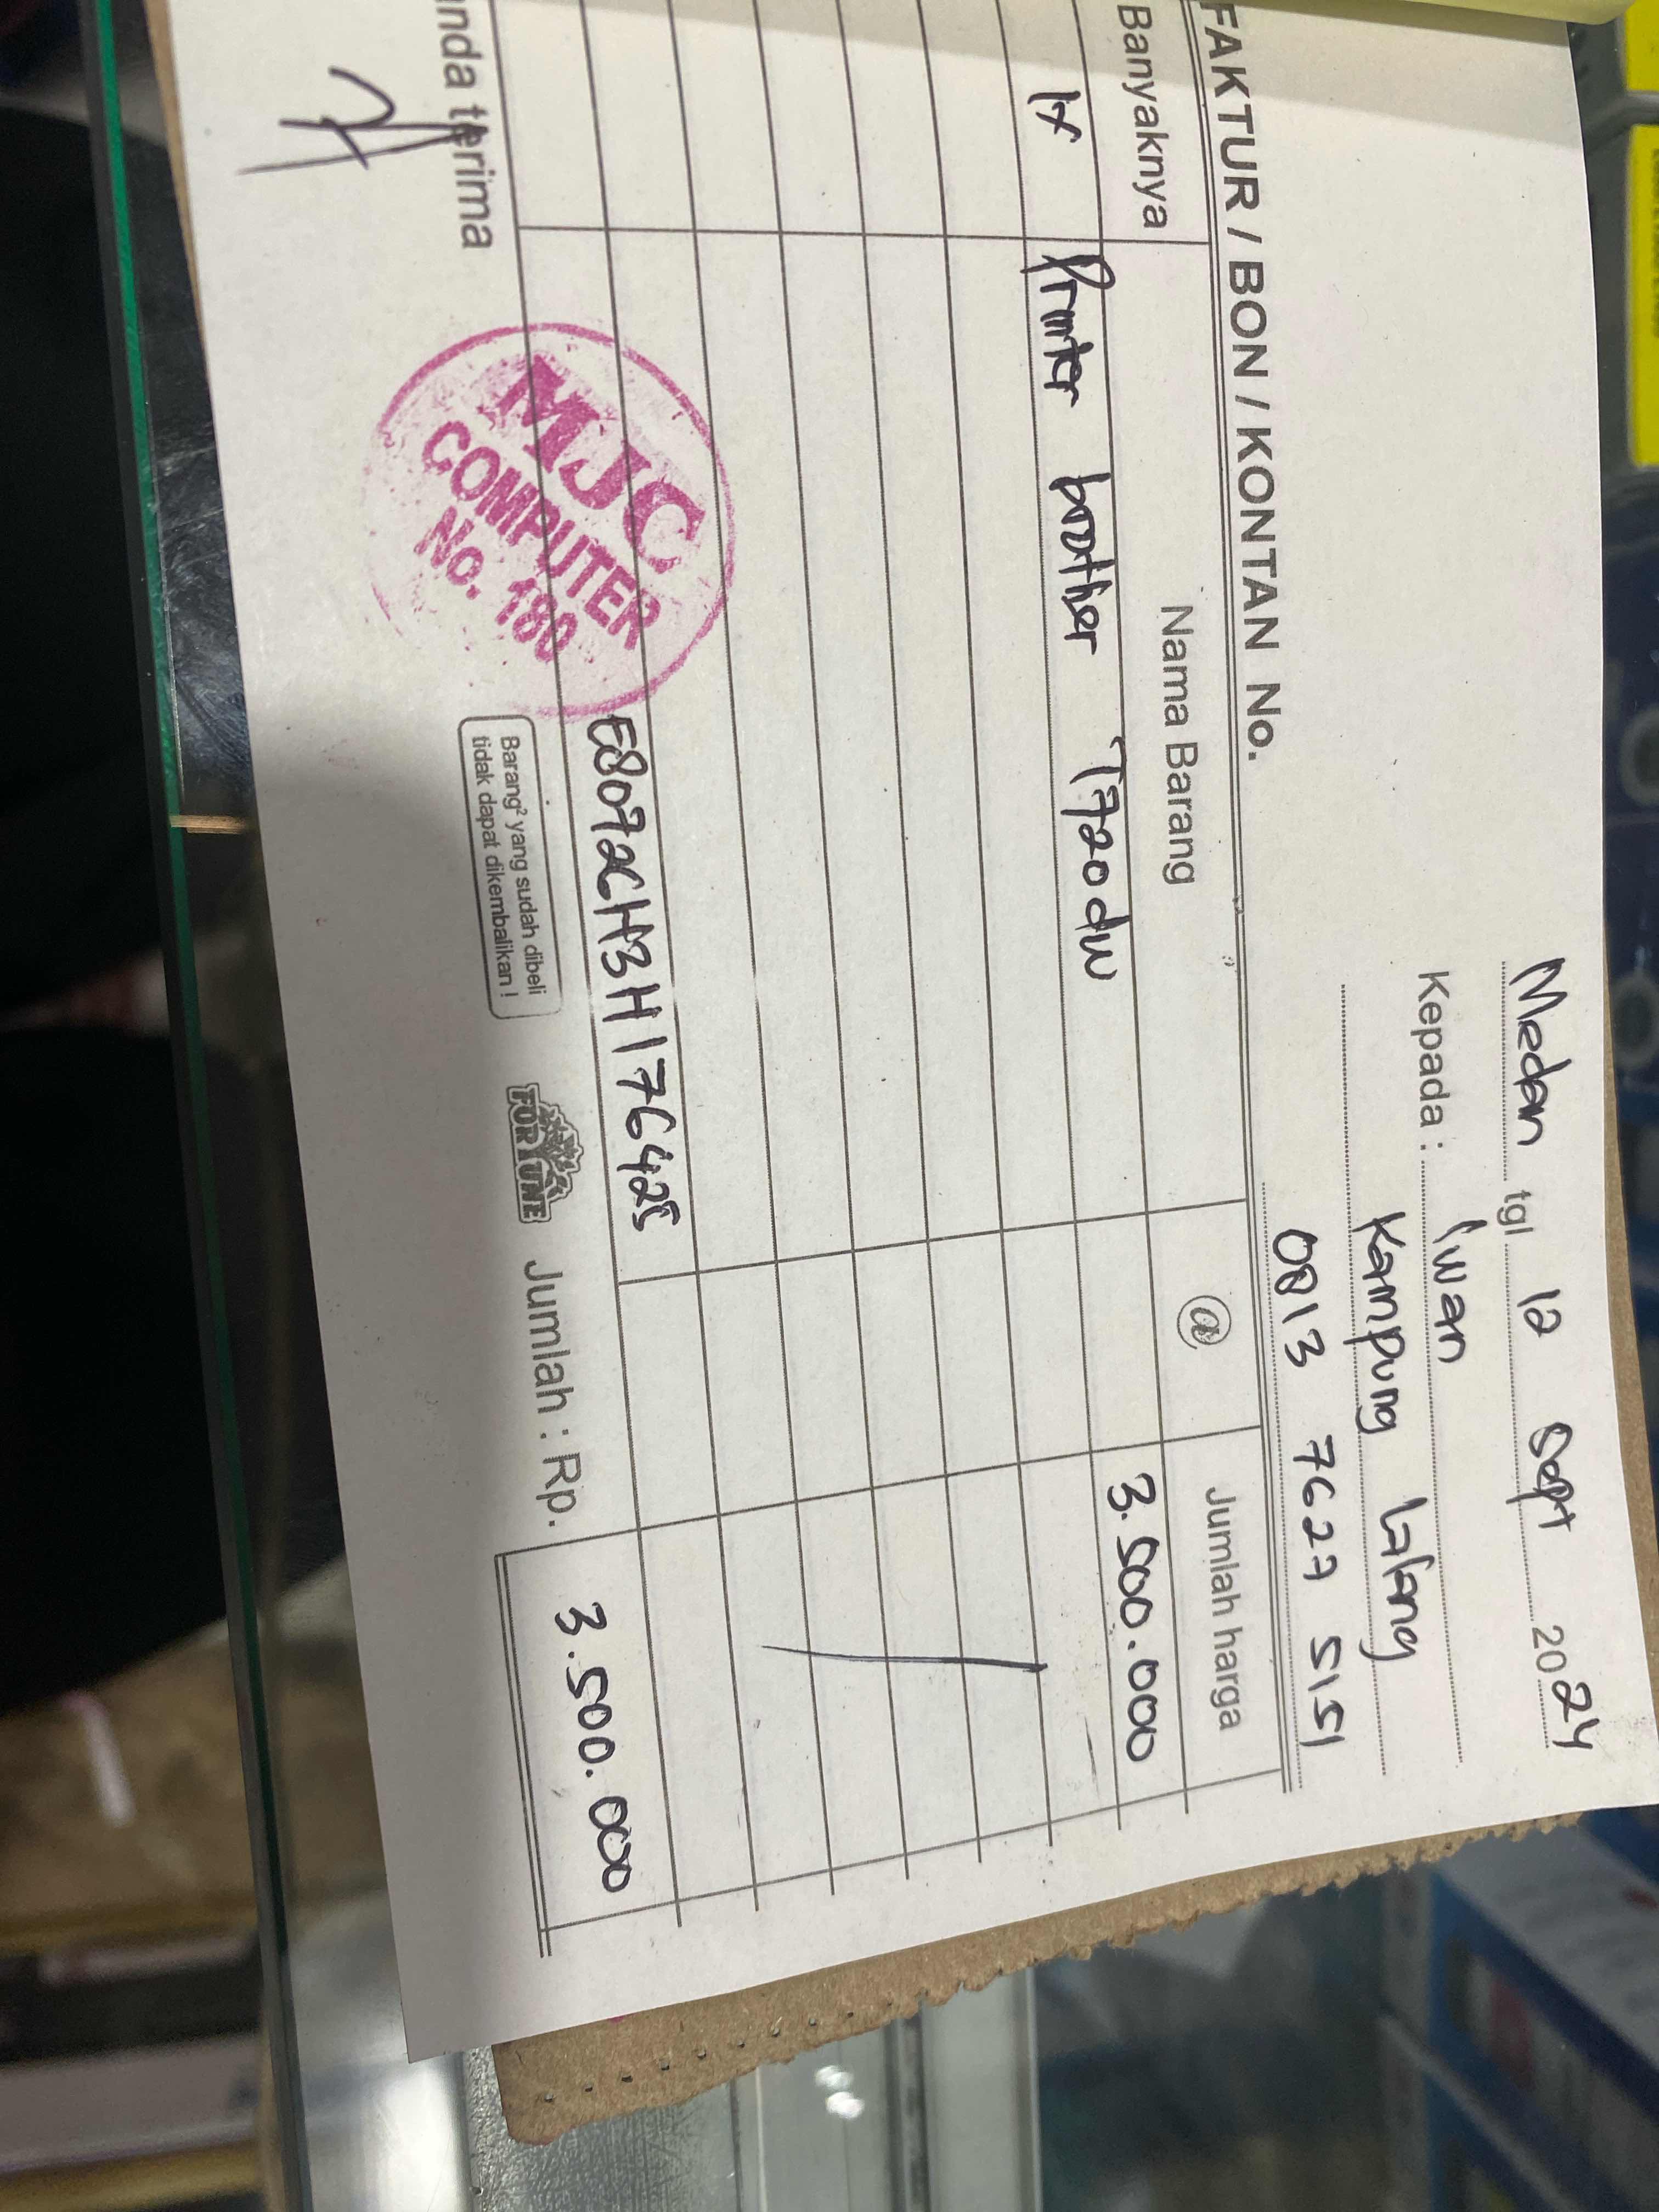 Medan tgl 12 Sept 2024
Kepada : Iwan
Kampung Lalang
0813 7627 5151
FAKTUR / BON / KONTAN No.
Banyaknya Nama Barang @ Jumlah harga
1x Printer brother T720dw 3.500.000
E80726H3H176425
MJC
COMPUTER
No. 180
anda terima
Barang² yang sudah dibeli
tidak dapat dikembalikan !
FORTUNE
Jumlah : Rp. 3.500.000